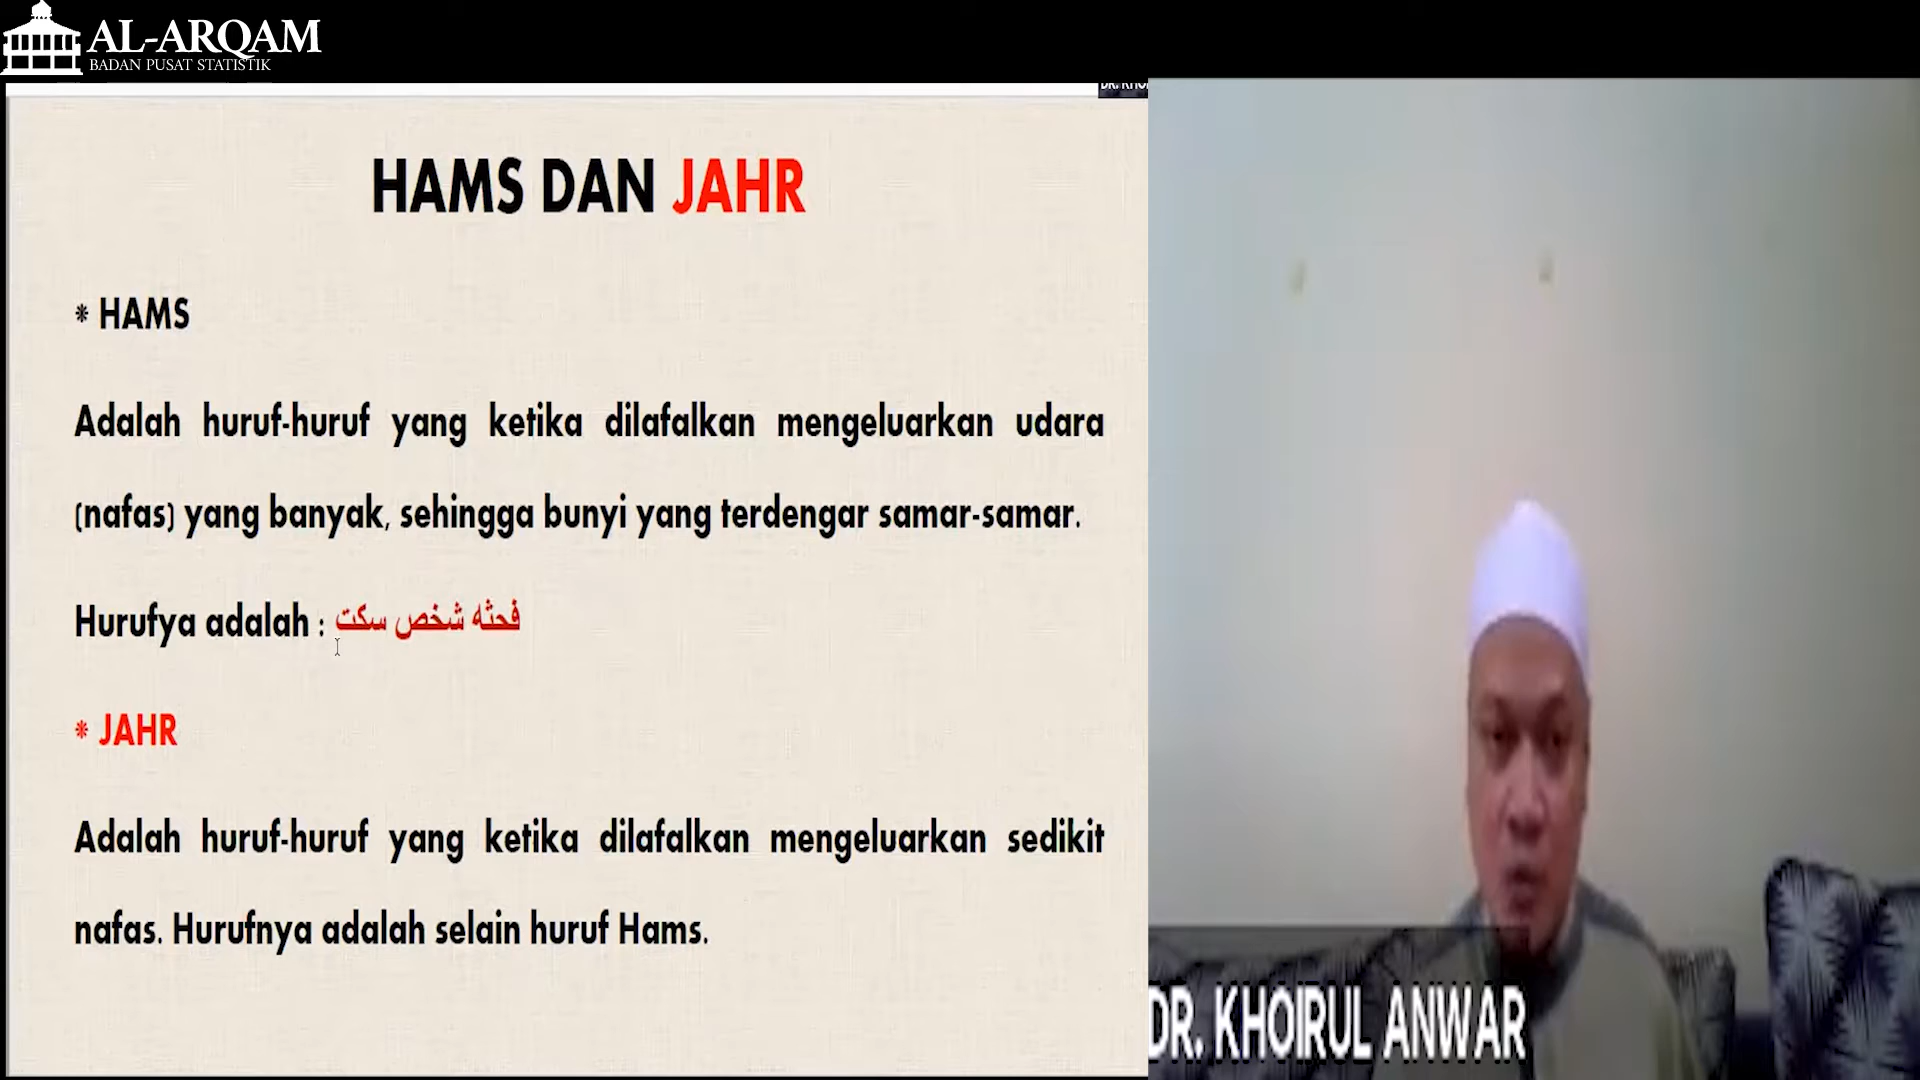 AL-ARQAM
BADAN PUSAT STATISTIK
HAMS DAN JAHR
* HAMS
Adalah huruf-huruf yang ketika dilafalkan mengeluarkan udara
(nafas) yang banyak, sehingga bunyi yang terdengar samar-samar.
Hurufya adalah : فحثه شخص سكت
* JAHR
Adalah huruf-huruf yang ketika dilafalkan mengeluarkan sedikit
nafas. Hurufnya adalah selain huruf Hams.
DR. KHOIRUL ANWAR